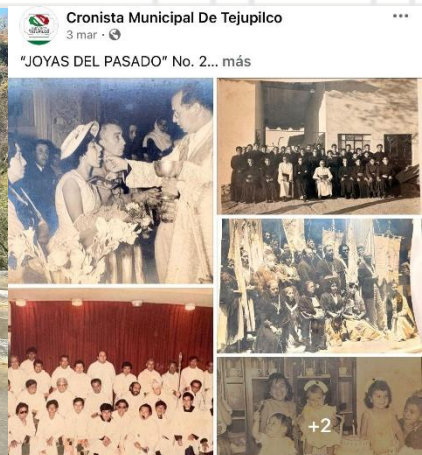 Cronista Municipal De Tejupilco
3 mar ·
“JOYAS DEL PASADO” No. 2... más
+2